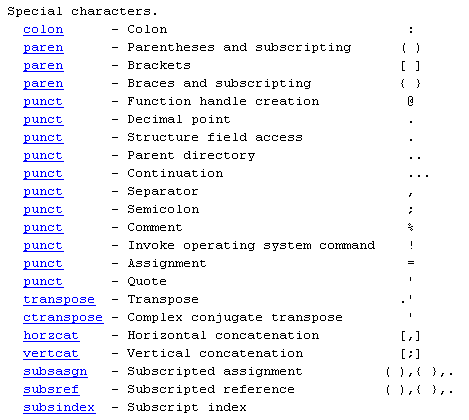 Special characters.
colon - Colon :
paren - Parentheses and subscripting ( )
paren - Brackets [ ]
paren - Braces and subscripting { }
punct - Function handle creation @
punct - Decimal point .
punct - Structure field access .
punct - Parent directory ..
punct - Continuation ...
punct - Separator ,
punct - Semicolon ;
punct - Comment %
punct - Invoke operating system command !
punct - Assignment =
punct - Quote '
transpose - Transpose .'
ctranspose - Complex conjugate transpose '
horzcat - Horizontal concatenation [,]
vertcat - Vertical concatenation [;]
subsasgn - Subscripted assignment ( ),{ },.
subsref - Subscripted reference ( ),{ },.
subsindex - Subscript index